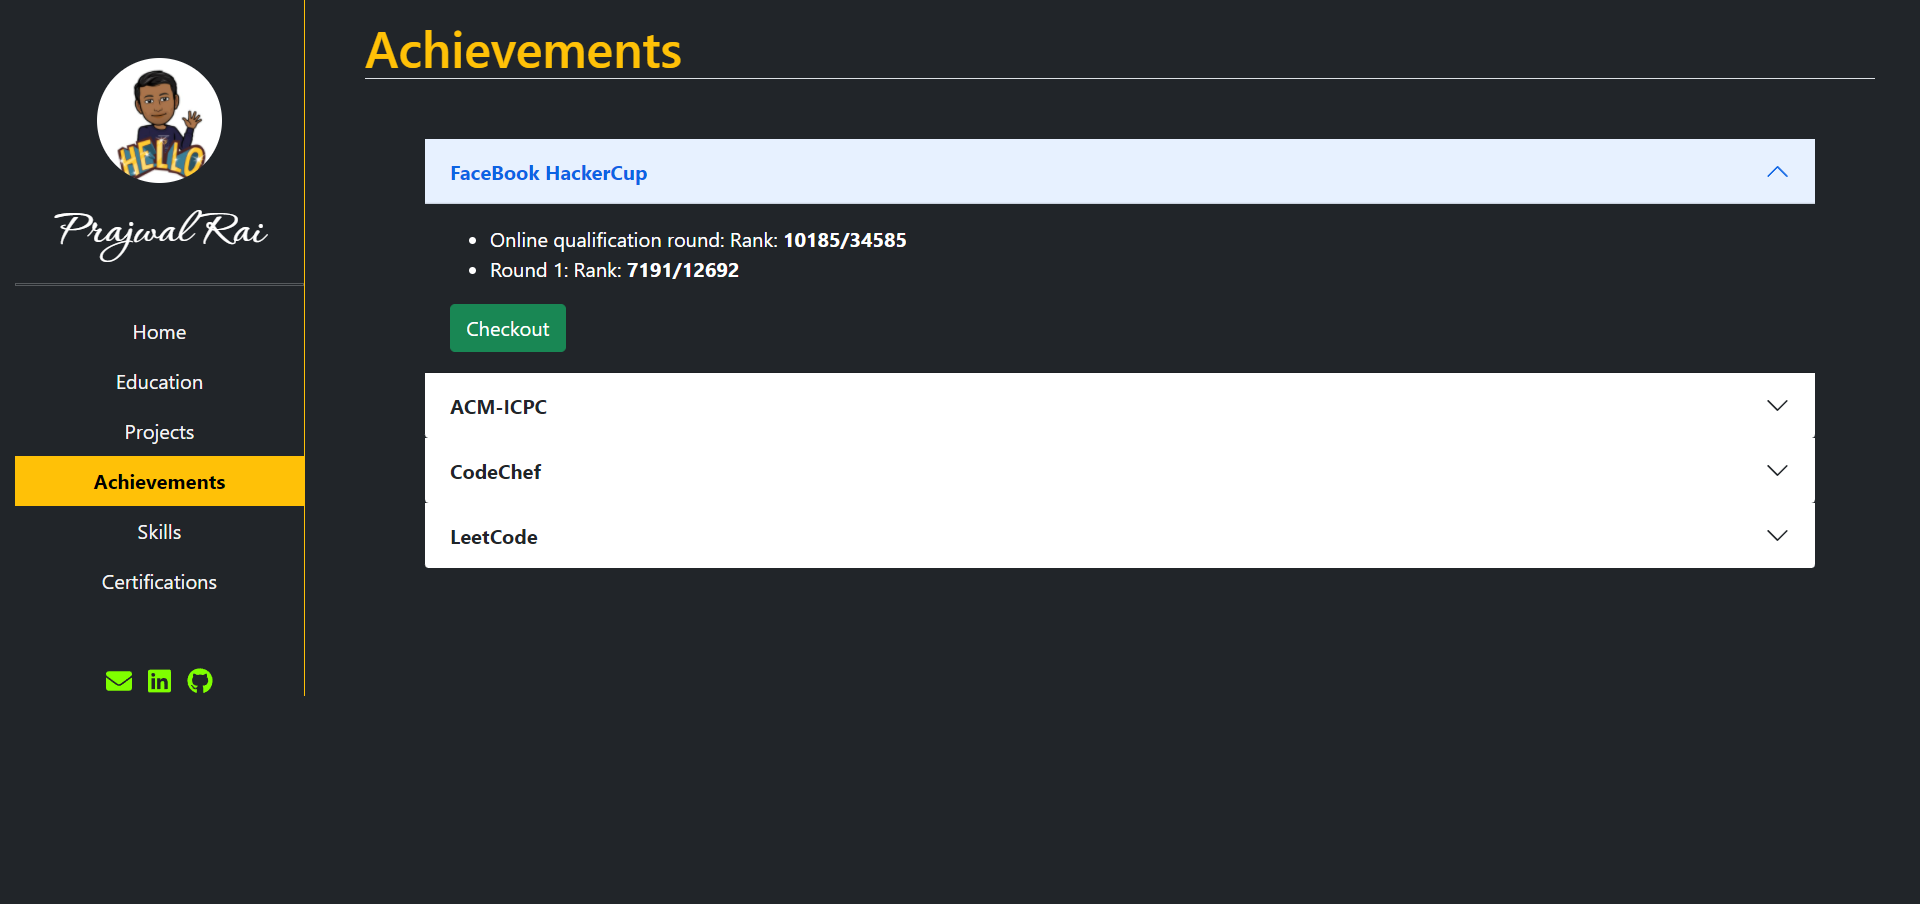 HELLO
Prajwal Rai
Home
Education
Projects
Achievements
Skills
Certifications
in
Achievements
FaceBook HackerCup
Online qualification round: Rank: 10185/34585
Round 1: Rank: 7191/12692
Checkout
ACM-ICPC
CodeChef
LeetCode